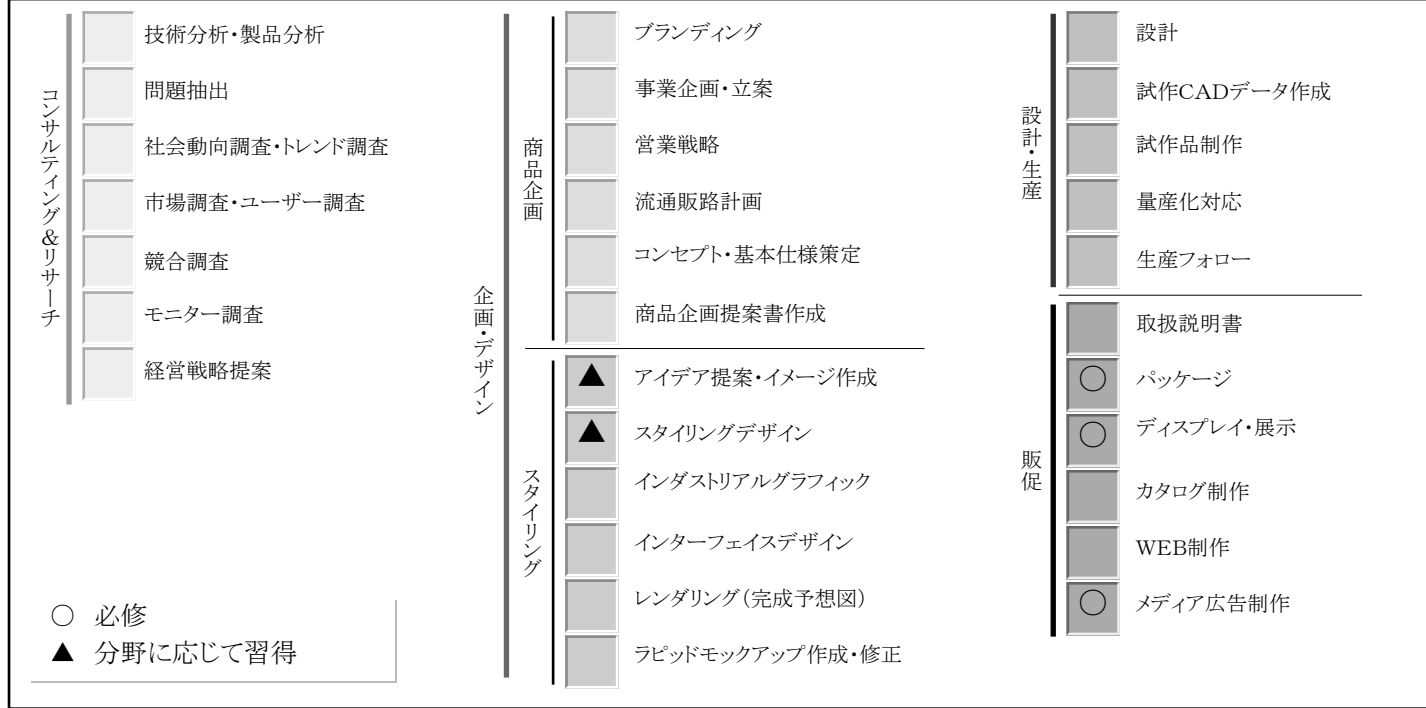 コンサルティング&リサーチ
技術分析・製品分析
問題抽出
社会動向調査・トレンド調査
市場調査・ユーザー調査
競合調査
モニター調査
経営戦略提案
企画・デザイン
商品企画
ブランディング
事業企画・立案
営業戦略
流通販路計画
コンセプト・基本仕様策定
商品企画提案書作成
スタイリング
▲ アイデア提案・イメージ作成
▲ スタイリングデザイン
インダストリアルグラフィック
インターフェイスデザイン
レンダリング(完成予想図)
ラピッドモックアップ作成・修正
設計・生産
設計
試作CADデータ作成
試作品制作
量産化対応
生産フォロー
販促
取扱説明書
○ パッケージ
○ ディスプレイ・展示
カタログ制作
WEB制作
○ メディア広告制作
○ 必修
▲ 分野に応じて習得